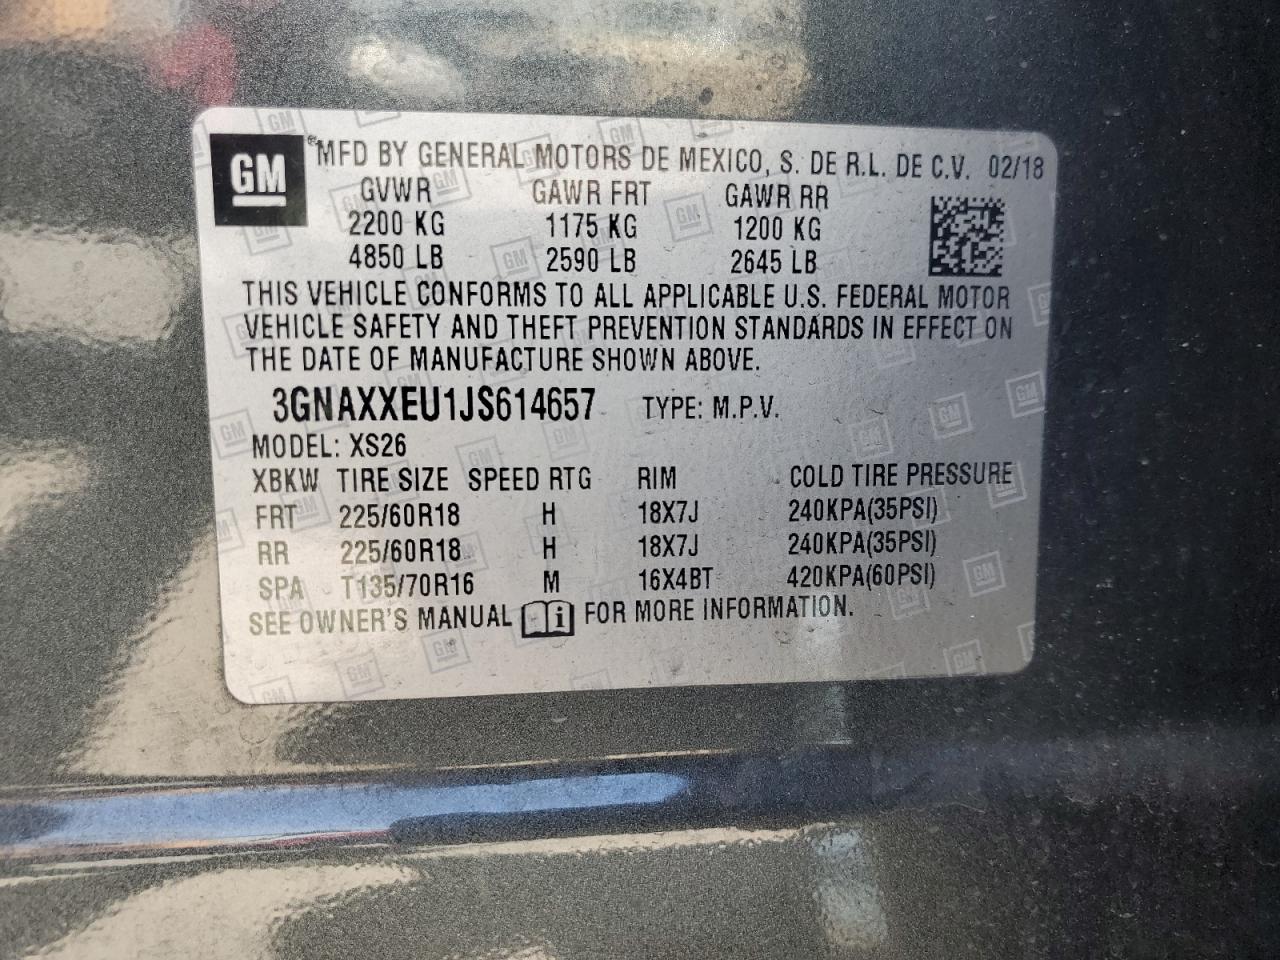 GM ® MFD BY GENERAL MOTORS DE MEXICO, S. DE R.L. DE C.V. 02/18
GVWR GAWR FRT GAWR RR
2200 KG 1175 KG 1200 KG
4850 LB 2590 LB 2645 LB
THIS VEHICLE CONFORMS TO ALL APPLICABLE U.S. FEDERAL MOTOR
VEHICLE SAFETY AND THEFT PREVENTION STANDARDS IN EFFECT ON
THE DATE OF MANUFACTURE SHOWN ABOVE.
3GNAXXEU1JS614657 TYPE: M.P.V.
MODEL: XS26
XBKW TIRE SIZE SPEED RTG RIM COLD TIRE PRESSURE
FRT 225/60R18 H 18X7J 240KPA(35PSI)
RR 225/60R18 H 18X7J 240KPA(35PSI)
SPA T135/70R16 M 16X4BT 420KPA(60PSI)
SEE OWNER'S MANUAL i FOR MORE INFORMATION.